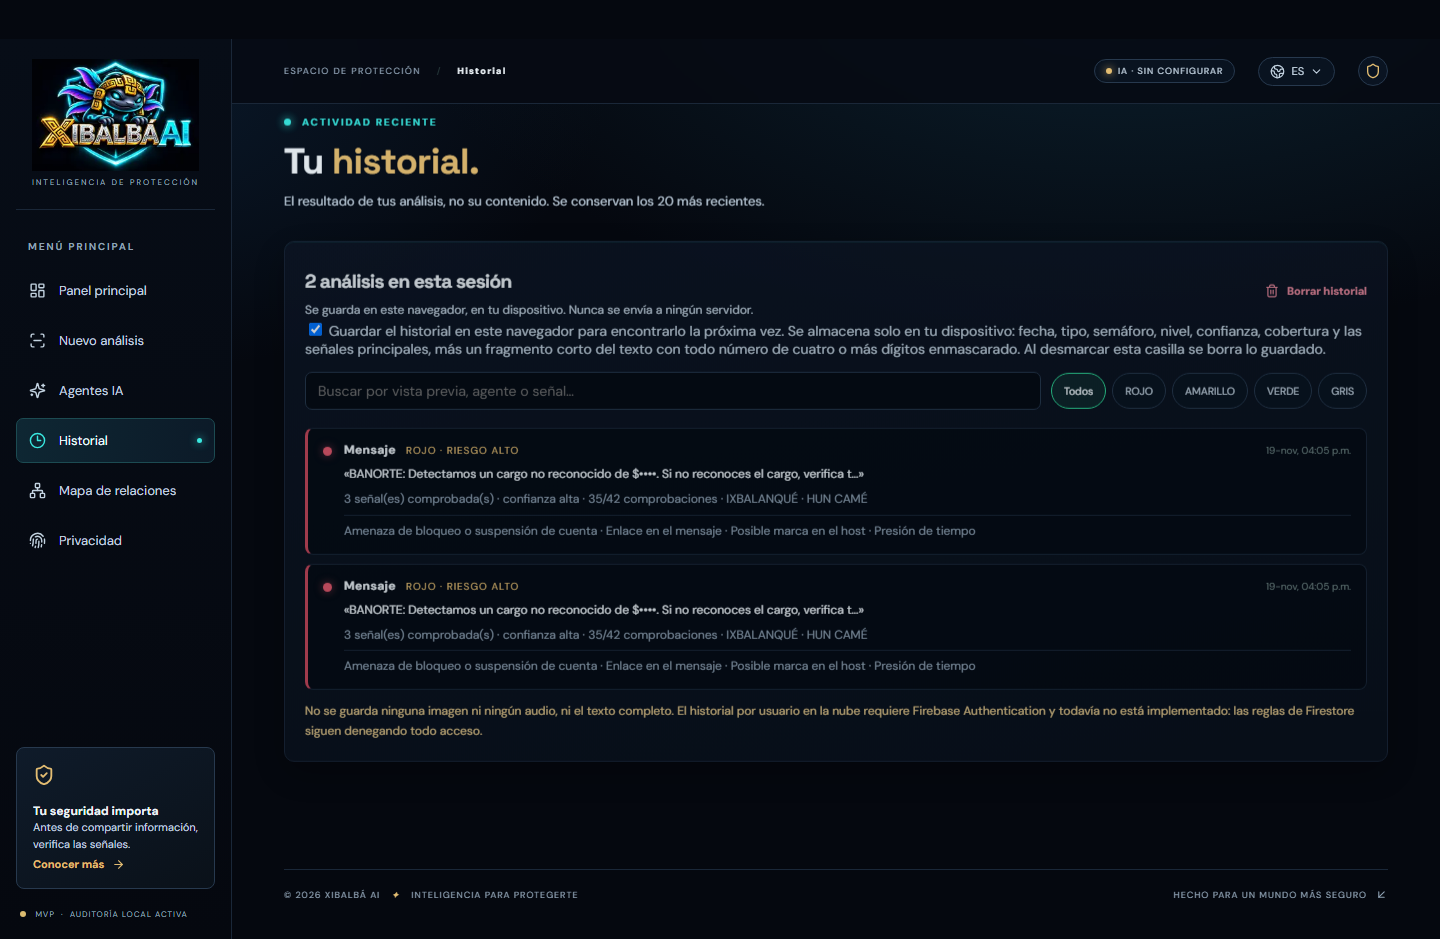 XIBALBÁ AI
INTELIGENCIA DE PROTECCIÓN
MENÚ PRINCIPAL
Panel principal
Nuevo análisis
Agentes IA
Historial
Mapa de relaciones
Privacidad
Tu seguridad importa
Antes de compartir información,
verifica las señales.
Conocer más →
MVP · AUDITORÍA LOCAL ACTIVA
ESPACIO DE PROTECCIÓN / Historial
IA · SIN CONFIGURAR
ES
ACTIVIDAD RECIENTE
Tu historial.
El resultado de tus análisis, no su contenido. Se conservan los 20 más recientes.
2 análisis en esta sesión
Borrar historial
Se guarda en este navegador, en tu dispositivo. Nunca se envía a ningún servidor.
Guardar el historial en este navegador para encontrarlo la próxima vez. Se almacena solo en tu dispositivo: fecha, tipo, semáforo, nivel, confianza, cobertura y las
señales principales, más un fragmento corto del texto con todo número de cuatro o más dígitos enmascarado. Al desmarcar esta casilla se borra lo guardado.
Buscar por vista previa, agente o señal...
Todos
ROJO
AMARILLO
VERDE
GRIS
Mensaje ROJO · RIESGO ALTO 19-nov, 04:05 p.m.
«BANORTE: Detectamos un cargo no reconocido de $••••. Si no reconoces el cargo, verifica t…»
3 señal(es) comprobada(s) · confianza alta · 35/42 comprobaciones · IXBALANQUÉ · HUN CAMÉ
Amenaza de bloqueo o suspensión de cuenta · Enlace en el mensaje · Posible marca en el host · Presión de tiempo
Mensaje ROJO · RIESGO ALTO 19-nov, 04:05 p.m.
«BANORTE: Detectamos un cargo no reconocido de $••••. Si no reconoces el cargo, verifica t…»
3 señal(es) comprobada(s) · confianza alta · 35/42 comprobaciones · IXBALANQUÉ · HUN CAMÉ
Amenaza de bloqueo o suspensión de cuenta · Enlace en el mensaje · Posible marca en el host · Presión de tiempo
No se guarda ninguna imagen ni ningún audio, ni el texto completo. El historial por usuario en la nube requiere Firebase Authentication y todavía no está implementado: las reglas de Firestore
siguen denegando todo acceso.
© 2026 XIBALBÁ AI ✦ INTELIGENCIA PARA PROTEGERTE
HECHO PARA UN MUNDO MÁS SEGURO